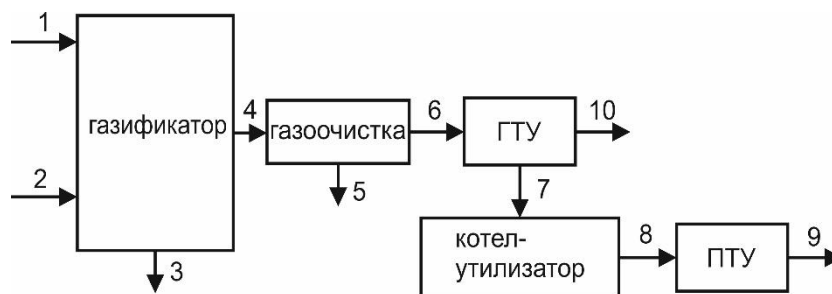 1
газификатор
4
газоочистка
6
ГТУ
10
2
5
7
3
котел-
утилизатор
8
ПТУ
9